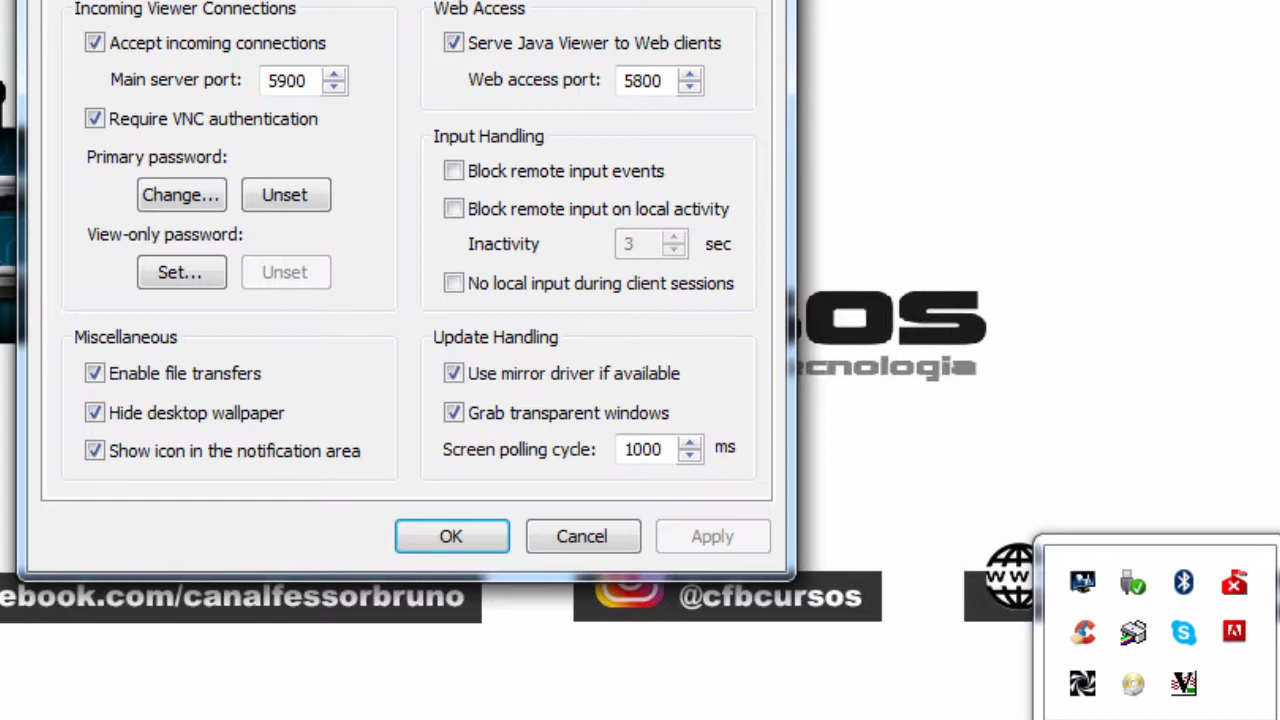 Incoming Viewer Connections
Accept incoming connections
Main server port: 5900
Require VNC authentication
Primary password:
Change... Unset
View-only password:
Set... Unset
Miscellaneous
Enable file transfers
Hide desktop wallpaper
Show icon in the notification area
Web Access
Serve Java Viewer to Web clients
Web access port: 5800
Input Handling
Block remote input events
Block remote input on local activity
Inactivity 3 sec
No local input during client sessions
Update Handling
Use mirror driver if available
Grab transparent windows
Screen polling cycle: 1000 ms
OK Cancel Apply
sos
ecnologia
ebook.com/canalfessorbruno
@cfbcursos
WW